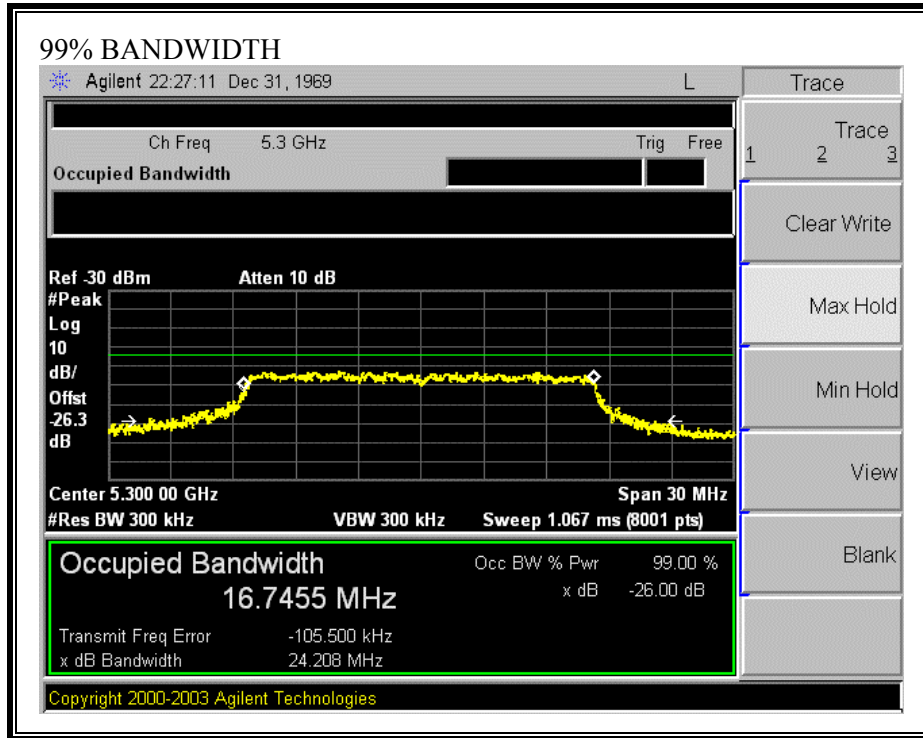 99% BANDWIDTH
Agilent 22:27:11 Dec 31, 1969 L
Trace
Ch Freq 5.3 GHz Trig Free
Occupied Bandwidth
Trace
1 2 3
Clear Write
Max Hold
Min Hold
View
Blank
Ref -30 dBm Atten 10 dB
#Peak
Log
10
dB/
Offst
-26.3
dB
Center 5.300 00 GHz Span 30 MHz
#Res BW 300 kHz VBW 300 kHz Sweep 1.067 ms (8001 pts)
Occupied Bandwidth
16.7455 MHz
Occ BW % Pwr 99.00 %
x dB -26.00 dB
Transmit Freq Error -105.500 kHz
x dB Bandwidth 24.208 MHz
Copyright 2000-2003 Agilent Technologies